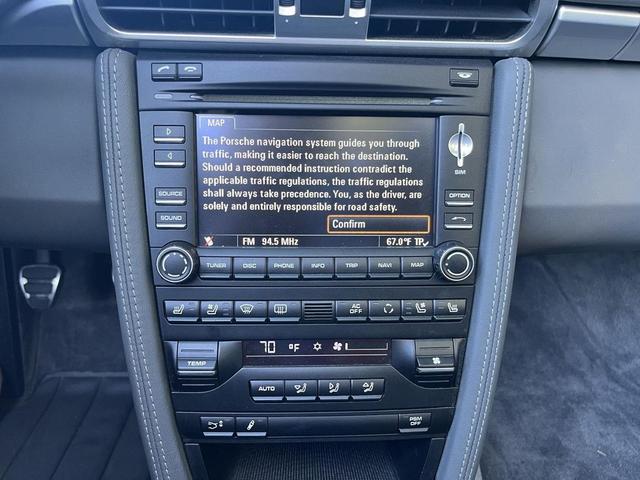 MAP
The Porsche navigation system guides you through
traffic, making it easier to reach the destination.
Should a recommended instruction contradict the
applicable traffic regulations, the traffic regulations
shall always take precedence. You, as the driver, are
solely and entirely responsible for road safety.
Confirm
FM 94.5 MHz 67.0°F TP✓
SIM
SOURCE
OPTION
SOUND
TUNER DISC PHONE INFO TRIP NAVI MAP
AC OFF
70 °F
TEMP
AUTO
PSM OFF